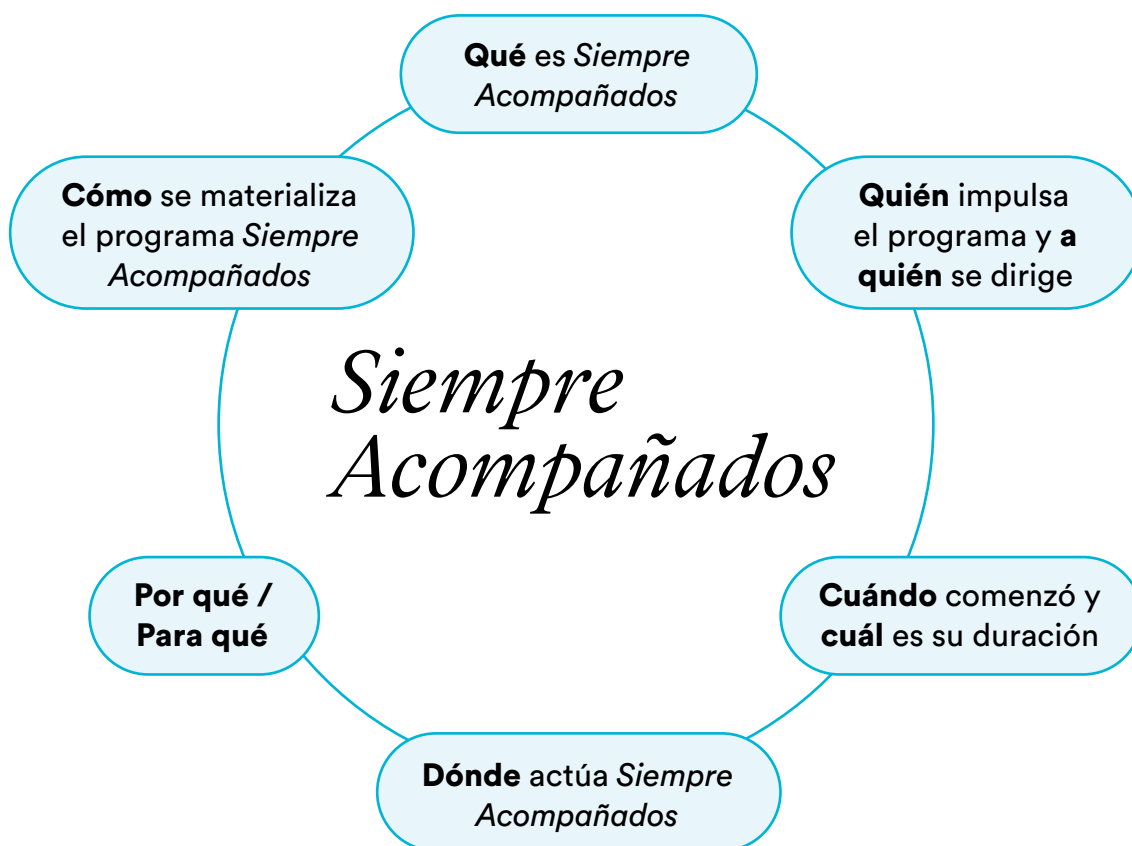 Qué es Siempre
Acompañados
Quién impulsa
el programa y a
quién se dirige
Cuándo comenzó y
cuál es su duración
Dónde actúa Siempre
Acompañados
Por qué /
Para qué
Cómo se materializa
el programa Siempre
Acompañados
Siempre
Acompañados